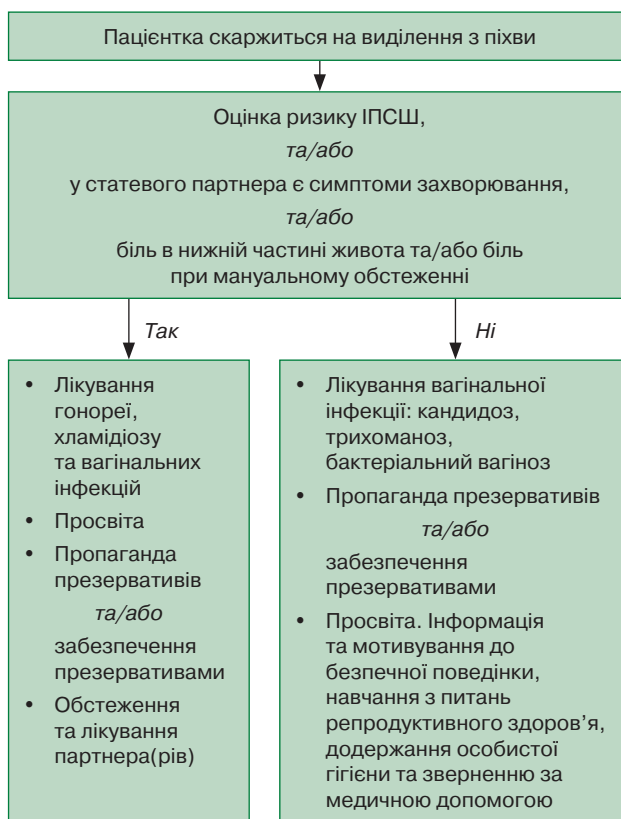 Пацієнтка скаржиться на виділення з піхви
Оцінка ризику ІПСШ,
та/або
у статевого партнера є симптоми захворювання,
та/або
біль в нижній частині живота та/або біль
при мануальному обстеженні
Так
Ні
• Лікування
гонореї,
хламідіозу
та вагінальних
інфекцій
• Просвіта
• Пропаганда
презервативів
та/або
забезпечення
презервативами
• Обстеження
та лікування
партнера(рів)
• Лікування вагінальної
інфекції: кандидоз,
трихоманоз,
бактеріальний вагіноз
• Пропаганда презервативів
та/або
забезпечення
презервативами
• Просвіта. Інформація
та мотивування до
безпечної поведінки,
навчання з питань
репродуктивного здоров’я,
додержання особистої
гігієни та зверненню за
медичною допомогою